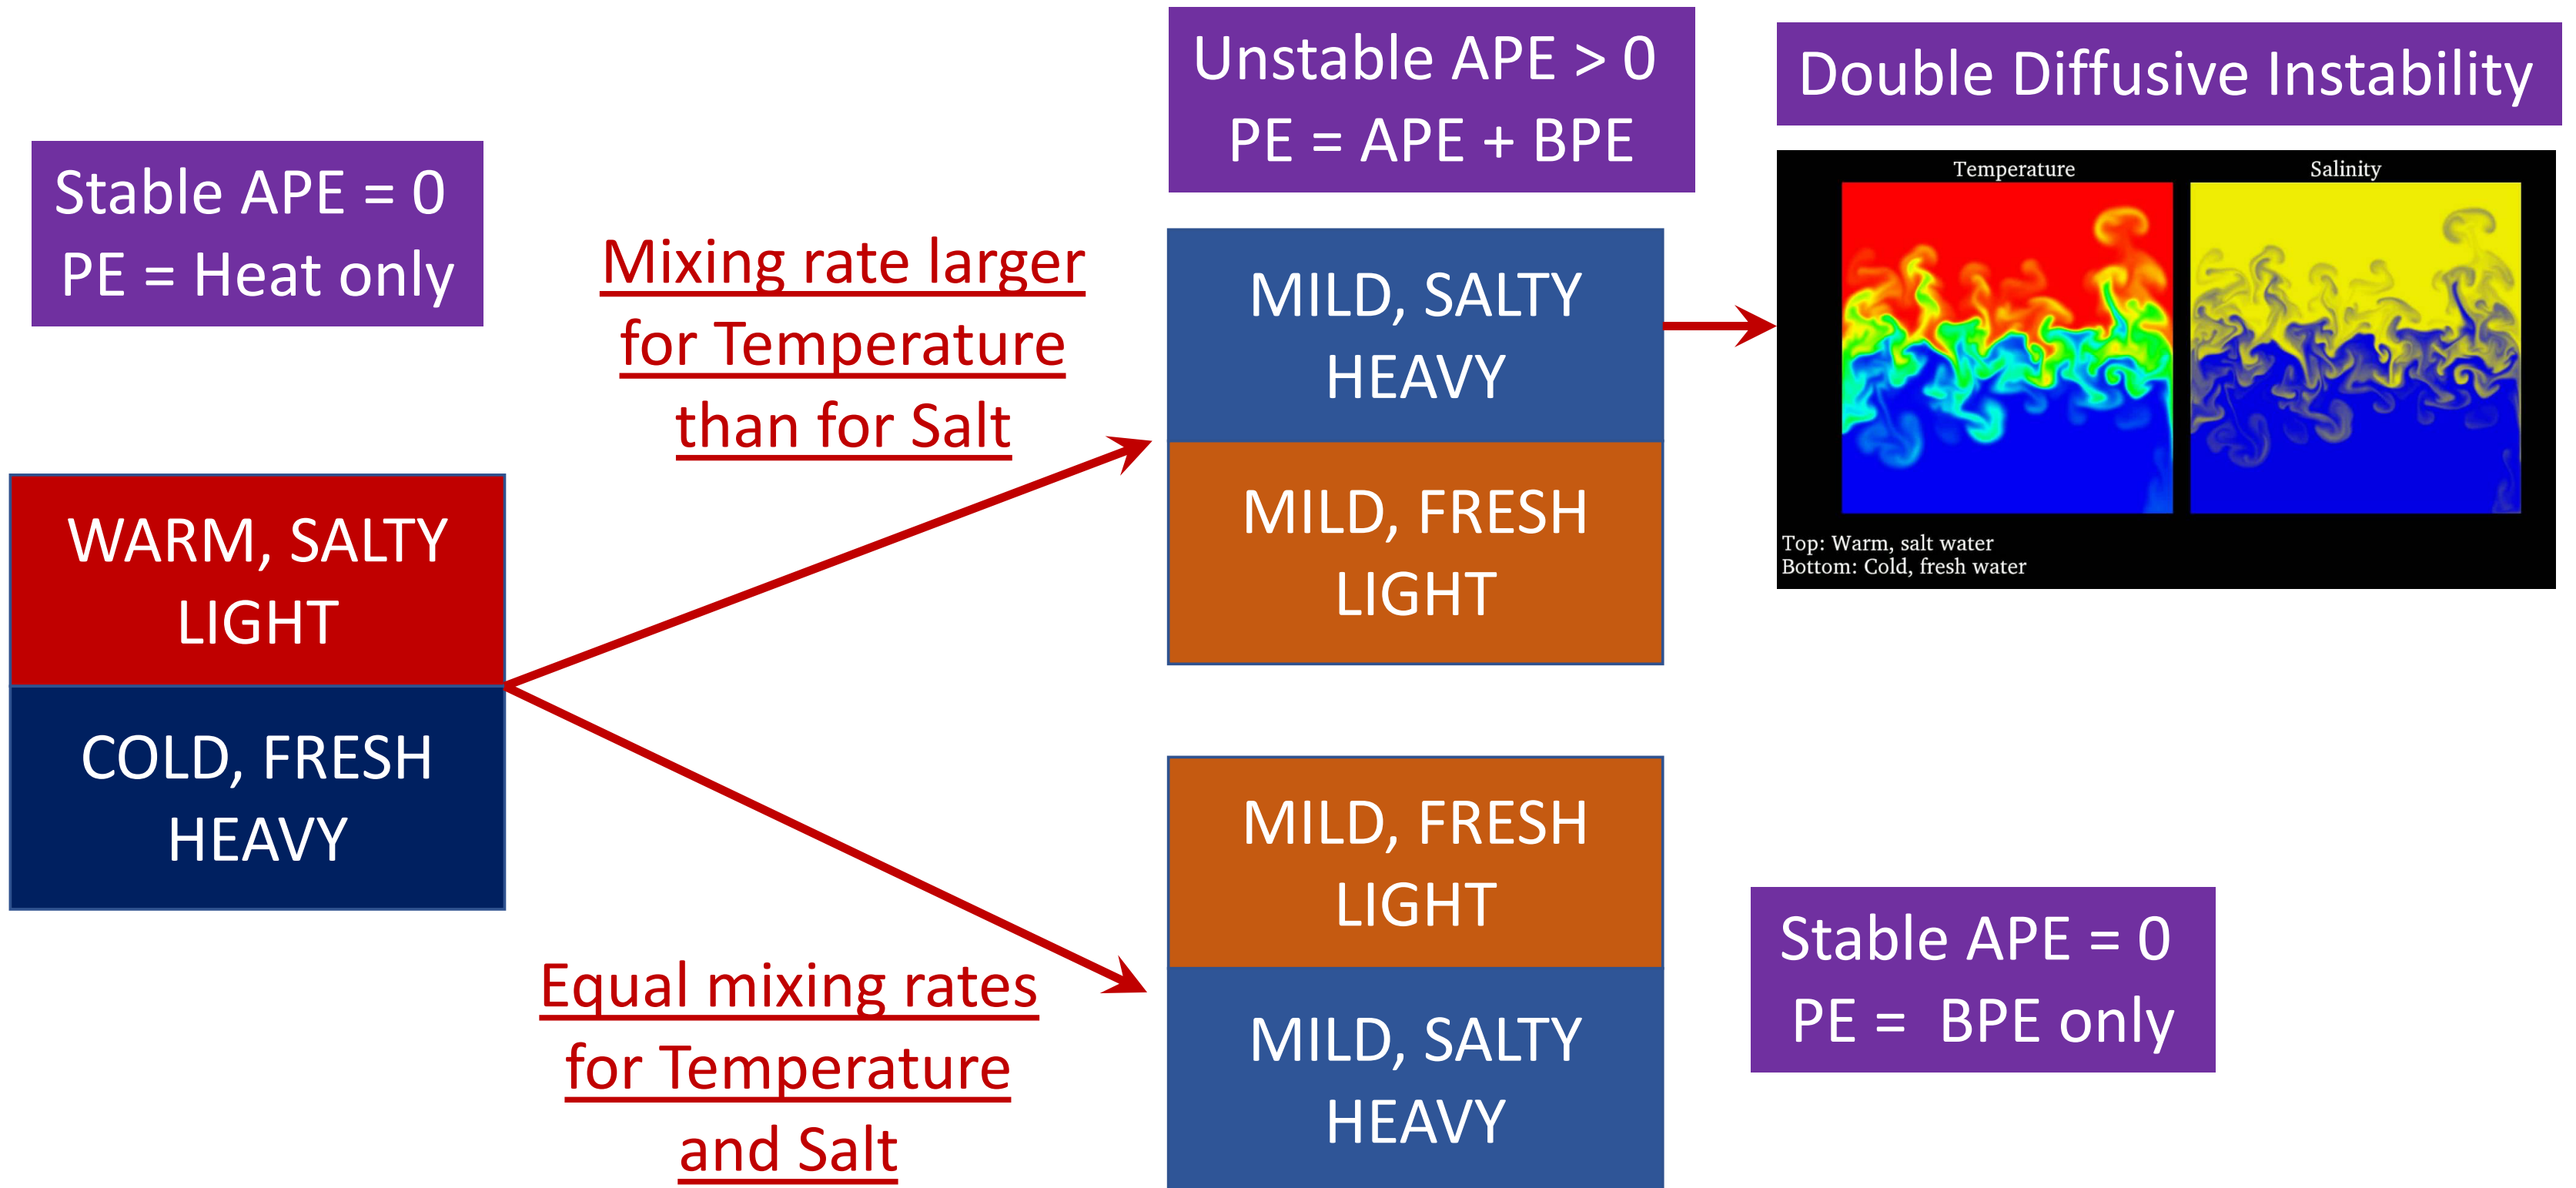 Stable APE = 0
PE = Heat only
WARM, SALTY
LIGHT
COLD, FRESH
HEAVY
Mixing rate larger
for Temperature
than for Salt
Equal mixing rates
for Temperature
and Salt
Unstable APE > 0
PE = APE + BPE
MILD, SALTY
HEAVY
MILD, FRESH
LIGHT
MILD, FRESH
LIGHT
MILD, SALTY
HEAVY
Double Diffusive Instability
Temperature
Salinity
Top: Warm, salt water
Bottom: Cold, fresh water
Stable APE = 0
PE = BPE only